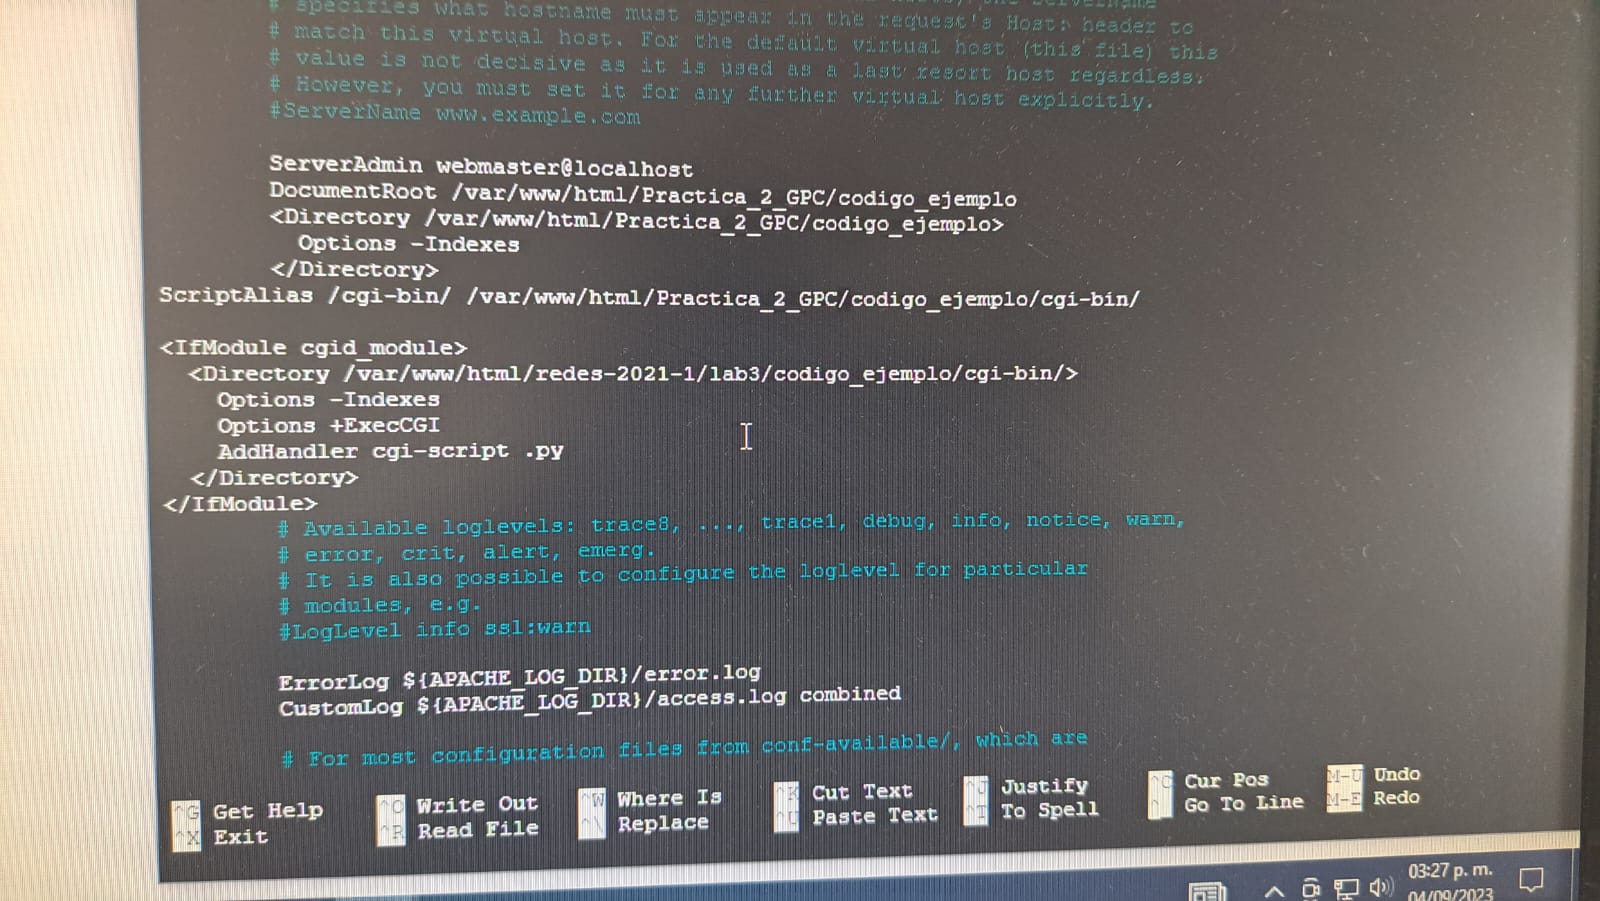 # specifies what hostname must appear in the request's Host: header to
# match this virtual host. For the default virtual host (this file) this
# value is not decisive as it is used as a last resort host regardless.
# However, you must set it for any further virtual host explicitly.
#ServerName www.example.com
ServerAdmin webmaster@localhost
DocumentRoot /var/www/html/Practica_2_GPC/codigo_ejemplo
<Directory /var/www/html/Practica_2_GPC/codigo_ejemplo>
Options -Indexes
</Directory>
ScriptAlias /cgi-bin/ /var/www/html/Practica_2_GPC/codigo_ejemplo/cgi-bin/
<IfModule cgid_module>
<Directory /var/www/html/redes-2021-1/lab3/codigo_ejemplo/cgi-bin/>
Options -Indexes
Options +ExecCGI
AddHandler cgi-script .py
</Directory>
</IfModule>
# Available loglevels: trace8, ..., trace1, debug, info, notice, warn,
# error, crit, alert, emerg.
# It is also possible to configure the loglevel for particular
# modules, e.g.
#LogLevel info ssl:warn
ErrorLog ${APACHE_LOG_DIR}/error.log
CustomLog ${APACHE_LOG_DIR}/access.log combined
# For most configuration files from conf-available/, which are
^G Get Help ^O Write Out ^W Where Is ^K Cut Text ^J Justify ^C Cur Pos M-U Undo
^X Exit ^R Read File ^\ Replace ^U Paste Text ^T To Spell ^_ Go To Line M-E Redo
03:27 p. m.
04/09/2023